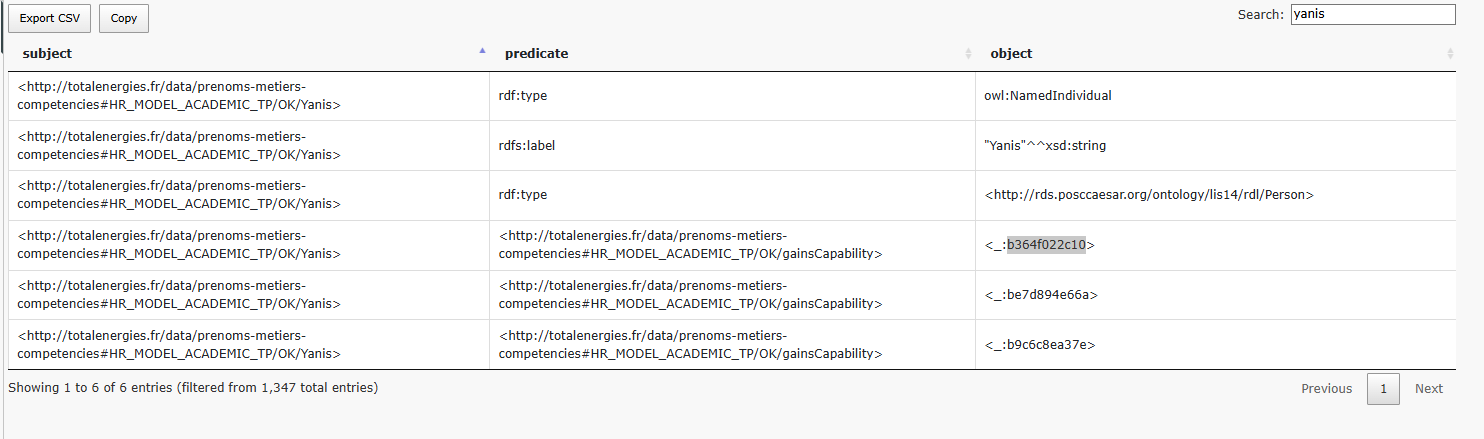 Export CSV Copy Search: yanis
subject predicate object
<http://totalenergies.fr/data/prenoms-metiers-
competencies#HR_MODEL_ACADEMIC_TP/OK/Yanis>
rdf:type
owl:NamedIndividual
<http://totalenergies.fr/data/prenoms-metiers-
competencies#HR_MODEL_ACADEMIC_TP/OK/Yanis>
rdfs:label
"Yanis"^^xsd:string
<http://totalenergies.fr/data/prenoms-metiers-
competencies#HR_MODEL_ACADEMIC_TP/OK/Yanis>
rdf:type
<http://rds.posccaesar.org/ontology/lis14/rdl/Person>
<http://totalenergies.fr/data/prenoms-metiers-
competencies#HR_MODEL_ACADEMIC_TP/OK/Yanis>
<http://totalenergies.fr/data/prenoms-metiers-
competencies#HR_MODEL_ACADEMIC_TP/OK/gainsCapability>
<_:b364f022c10>
<http://totalenergies.fr/data/prenoms-metiers-
competencies#HR_MODEL_ACADEMIC_TP/OK/Yanis>
<http://totalenergies.fr/data/prenoms-metiers-
competencies#HR_MODEL_ACADEMIC_TP/OK/gainsCapability>
<_:be7d894e66a>
<http://totalenergies.fr/data/prenoms-metiers-
competencies#HR_MODEL_ACADEMIC_TP/OK/Yanis>
<http://totalenergies.fr/data/prenoms-metiers-
competencies#HR_MODEL_ACADEMIC_TP/OK/gainsCapability>
<_:b9c6c8ea37e>
Showing 1 to 6 of 6 entries (filtered from 1,347 total entries)
Previous 1 Next